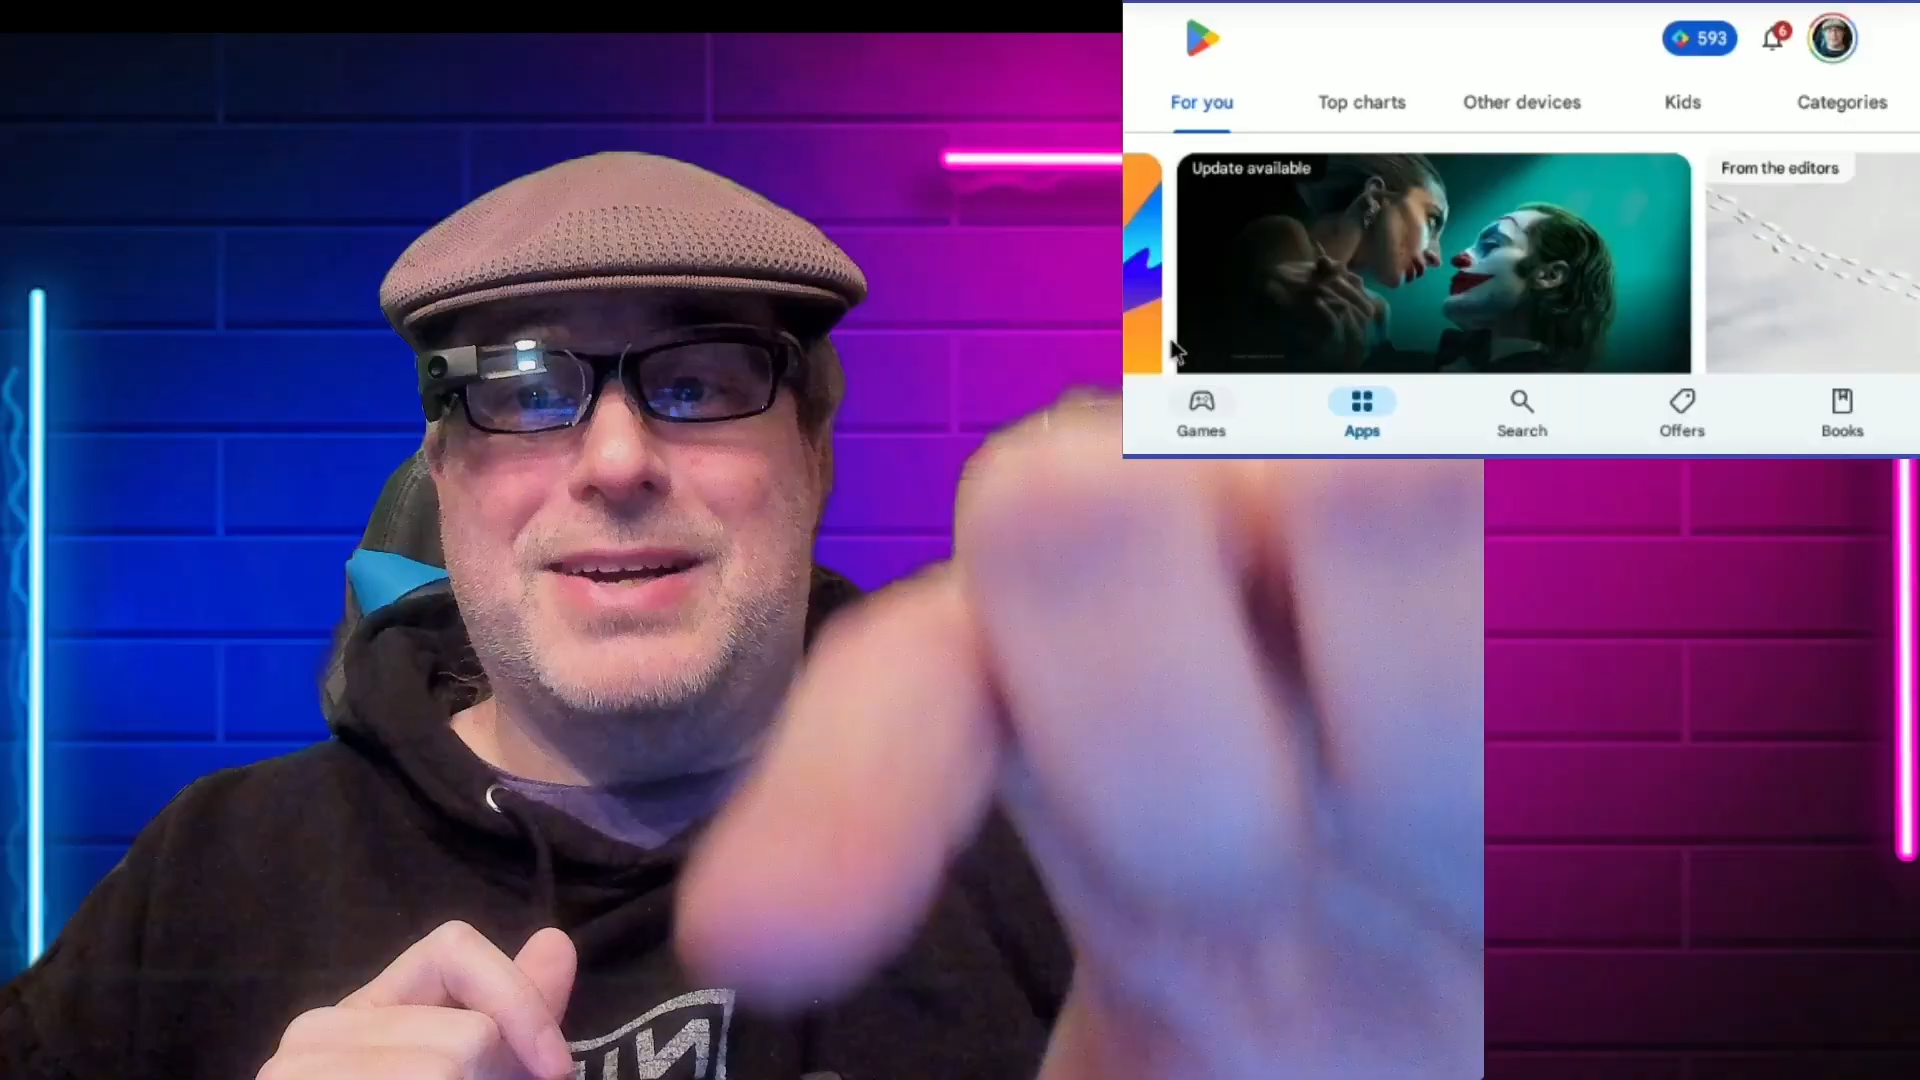 593
6
For you
Top charts
Other devices
Kids
Categories
Update available
From the editors
Games
Apps
Search
Offers
Books